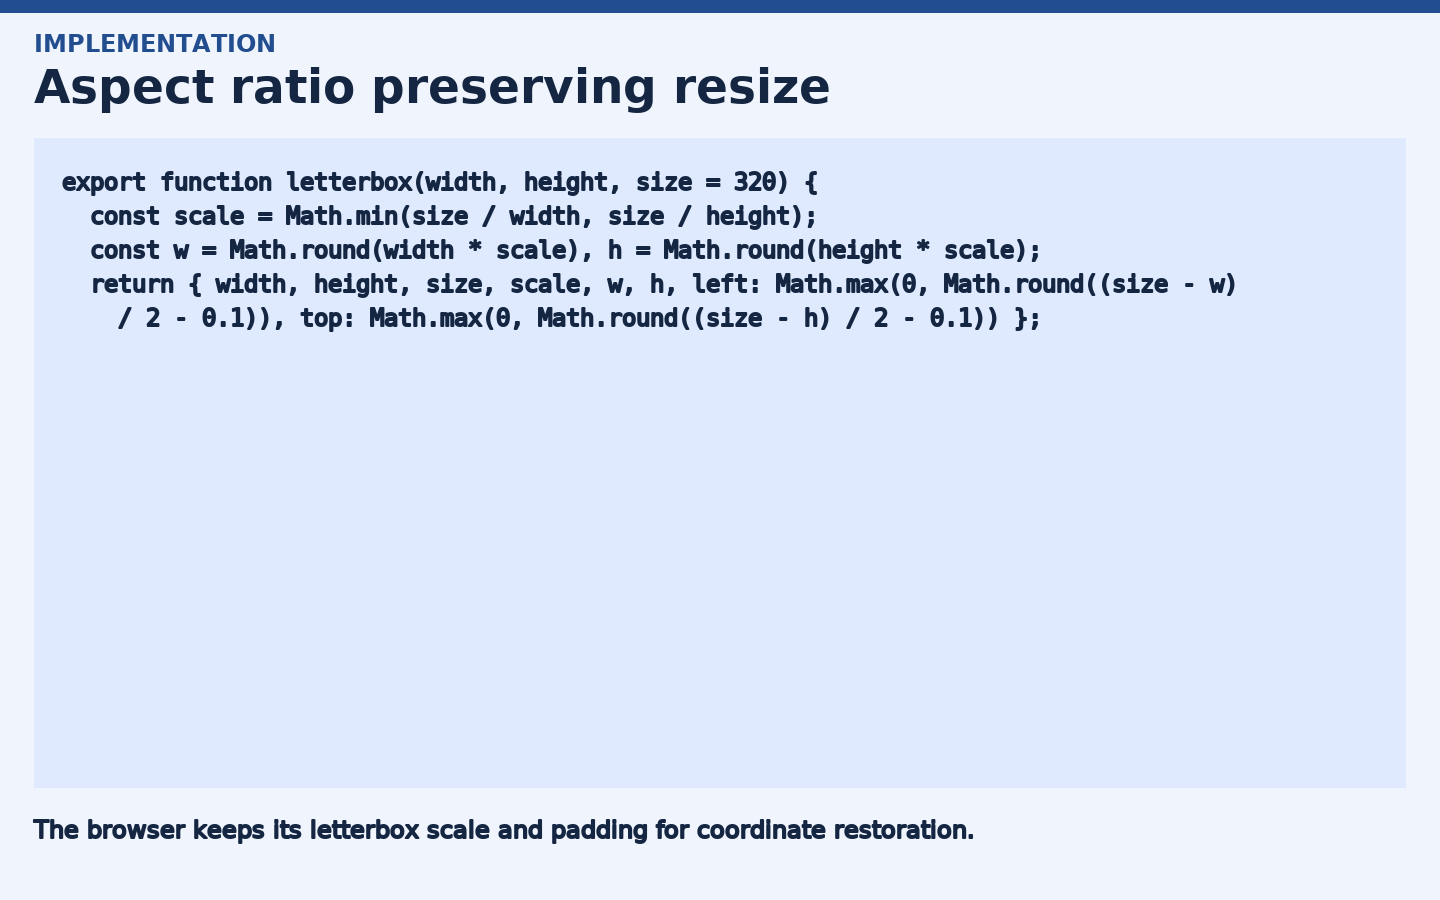 IMPLEMENTATION
Aspect ratio preserving resize
export function letterbox(width, height, size = 320) {
  const scale = Math.min(size / width, size / height);
  const w = Math.round(width * scale), h = Math.round(height * scale);
  return { width, height, size, scale, w, h, left: Math.max(0, Math.round((size - w)
    / 2 - 0.1)), top: Math.max(0, Math.round((size - h) / 2 - 0.1)) };
The browser keeps its letterbox scale and padding for coordinate restoration.